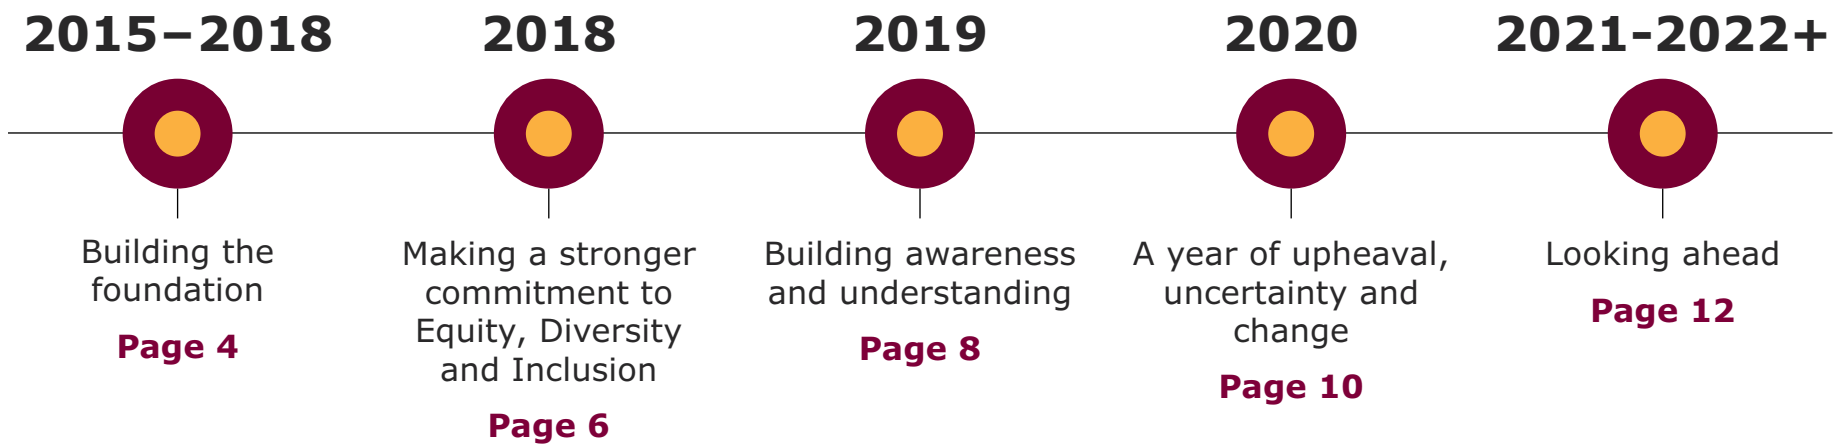 2015–2018
Building the
foundation
Page 4
2018
Making a stronger
commitment to
Equity, Diversity
and Inclusion
Page 6
2019
Building awareness
and understanding
Page 8
2020
A year of upheaval,
uncertainty and
change
Page 10
2021-2022+
Looking ahead
Page 12